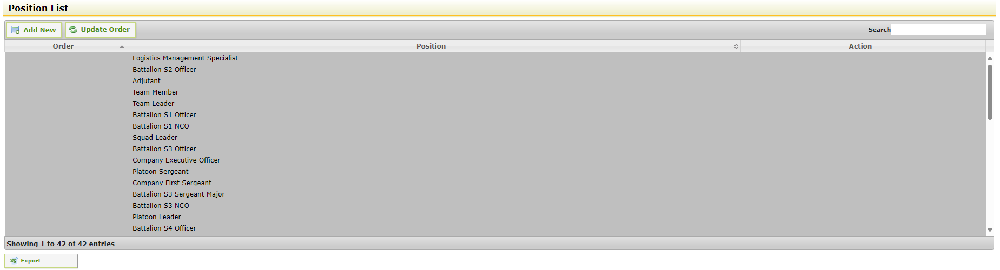 Position List
Add New Update Order Search
Order Position Action
Logistics Management Specialist
Battalion S2 Officer
Adjutant
Team Member
Team Leader
Battalion S1 Officer
Battalion S1 NCO
Squad Leader
Battalion S3 Officer
Company Executive Officer
Platoon Sergeant
Company First Sergeant
Battalion S3 Sergeant Major
Battalion S3 NCO
Platoon Leader
Battalion S4 Officer
Showing 1 to 42 of 42 entries
Export